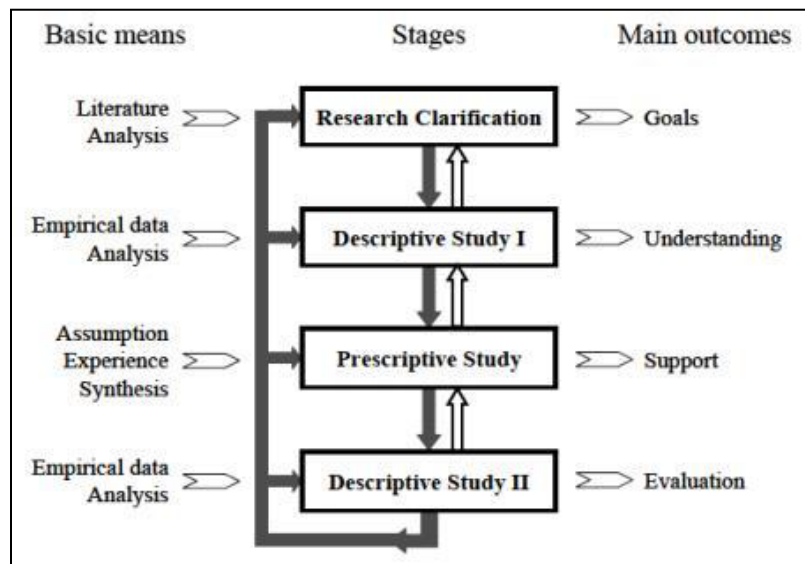 Basic means Stages Main outcomes
Literature
Analysis
Research Clarification
Goals
Empirical data
Analysis
Descriptive Study I
Understanding
Assumption
Experience
Synthesis
Prescriptive Study
Support
Empirical data
Analysis
Descriptive Study II
Evaluation